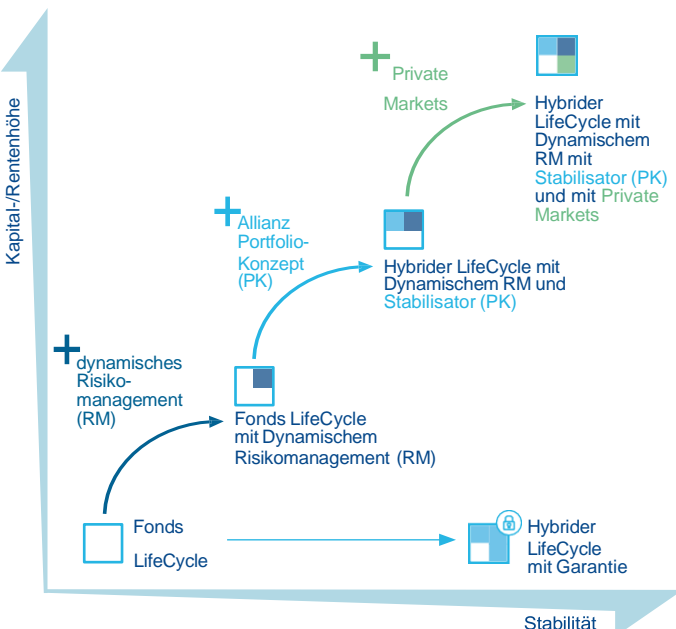 Kapital-/Rentenhöhe
+
Private
Markets
Hybrider
LifeCycle mit
Dynamischem
RM mit
Stabilisator (PK)
und mit Private
Markets
+
Allianz
Portfolio-
Konzept
(PK)
Hybrider LifeCycle mit
Dynamischem RM und
Stabilisator (PK)
+
dynamisches
Risiko-
management
(RM)
Fonds LifeCycle
mit Dynamischem
Risikomanagement (RM)
Fonds
LifeCycle
Hybrider
LifeCycle
mit Garantie
Stabilität